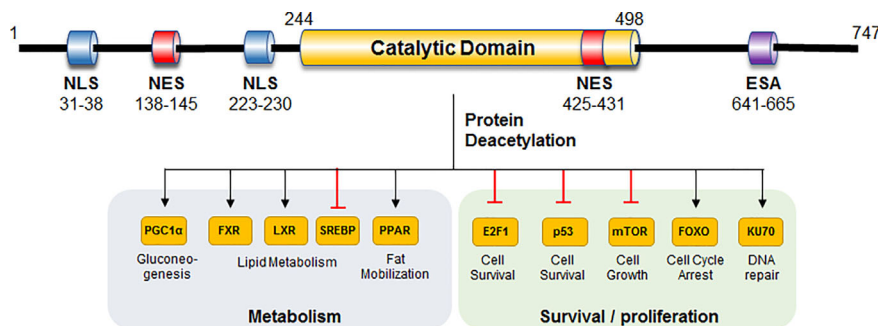 244 498
1 747
Catalytic Domain
NLS NES NLS NES ESA
31-38 138-145 223-230 425-431 641-665
Protein
Deacetylation
PGC1α FXR LXR SREBP PPAR E2F1 p53 mTOR FOXO KU70
Gluconeo-
genesis
Lipid Metabolism
Fat
Mobilization
Cell
Survival
Cell
Survival
Cell
Growth
Cell Cycle
Arrest
DNA
repair
Metabolism
Survival / proliferation